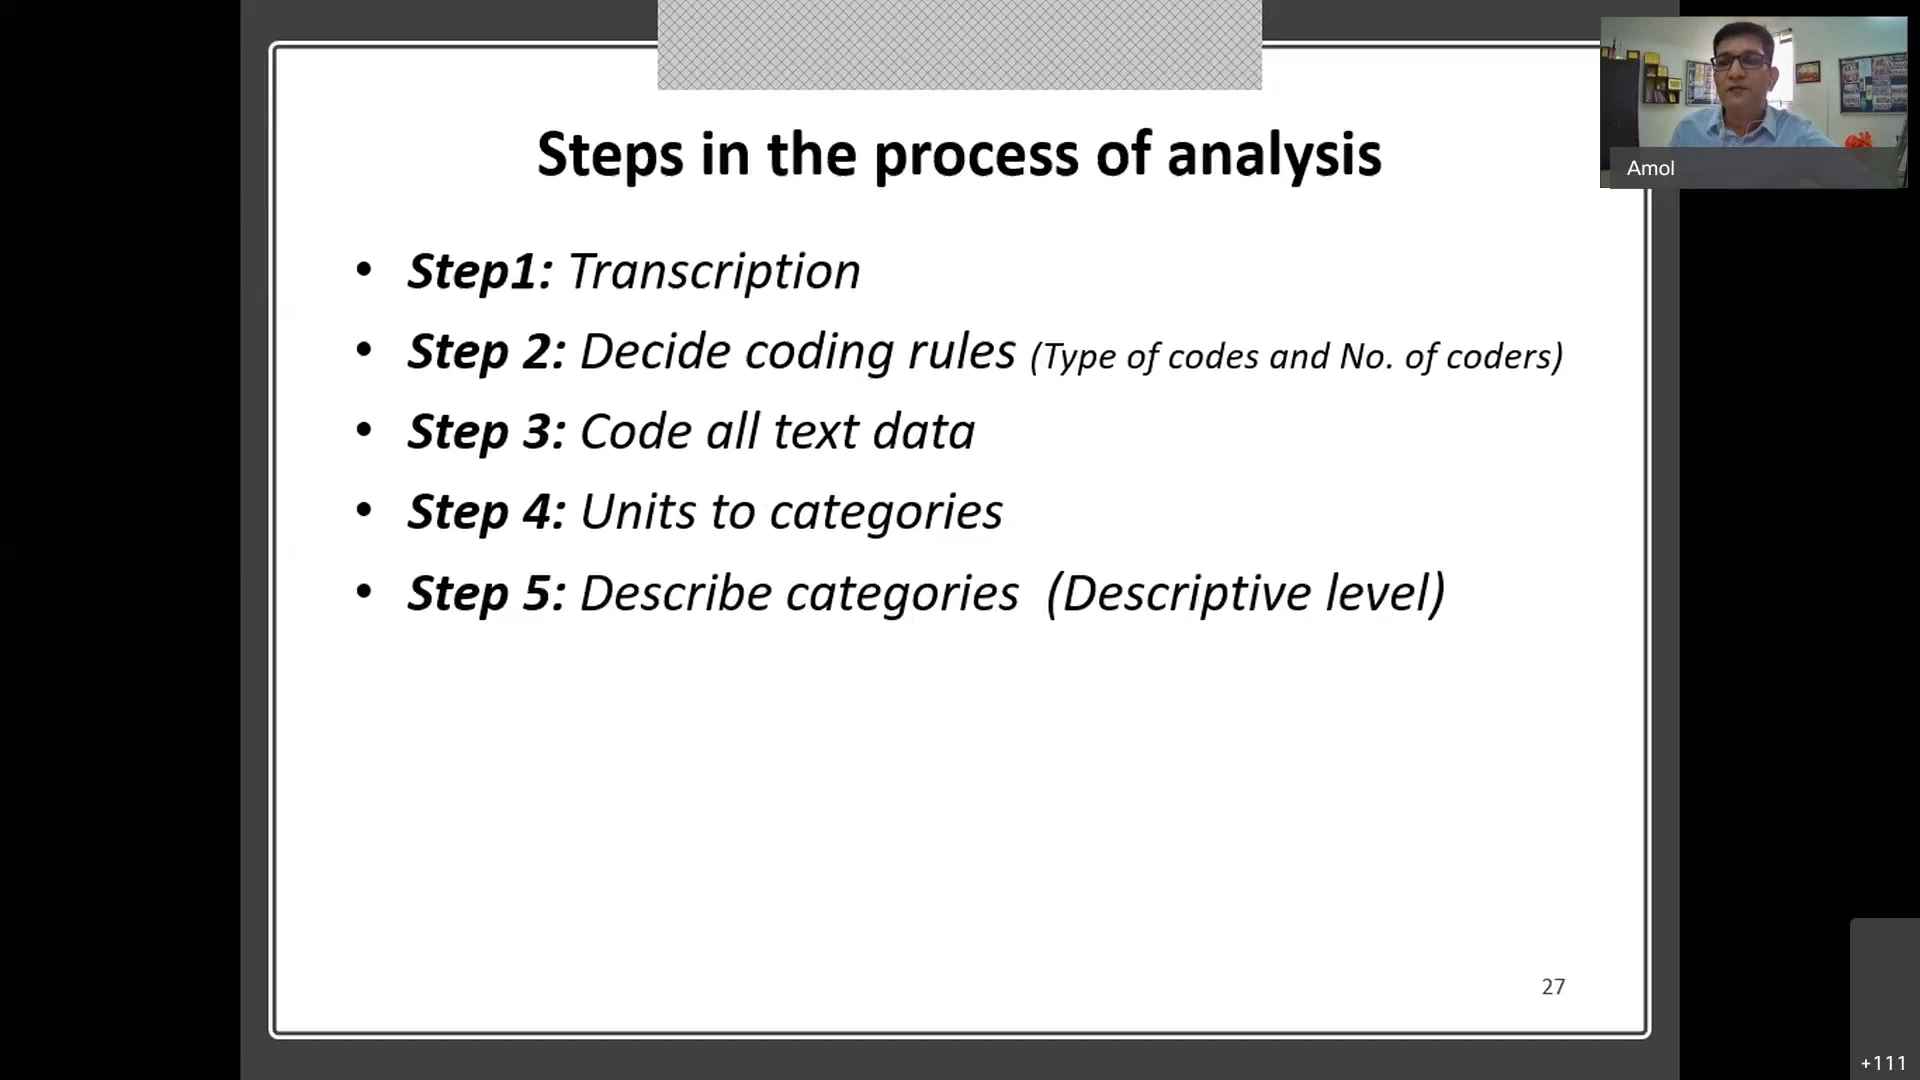 Steps in the process of analysis
Amol
• Step1: Transcription
• Step 2: Decide coding rules (Type of codes and No. of coders)
• Step 3: Code all text data
• Step 4: Units to categories
• Step 5: Describe categories (Descriptive level)
27
+111